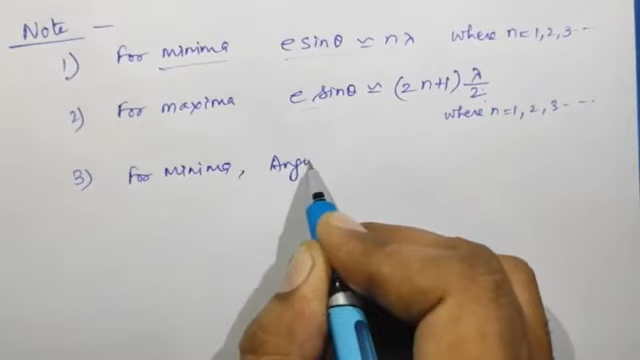 Note -
1) For minima e sinθ ≃ nλ where n=1,2,3---
2) For maxima e sinθ ≃ (2n+1) λ/2
where n=1, 2, 3- - - -
3) For minima, Angu